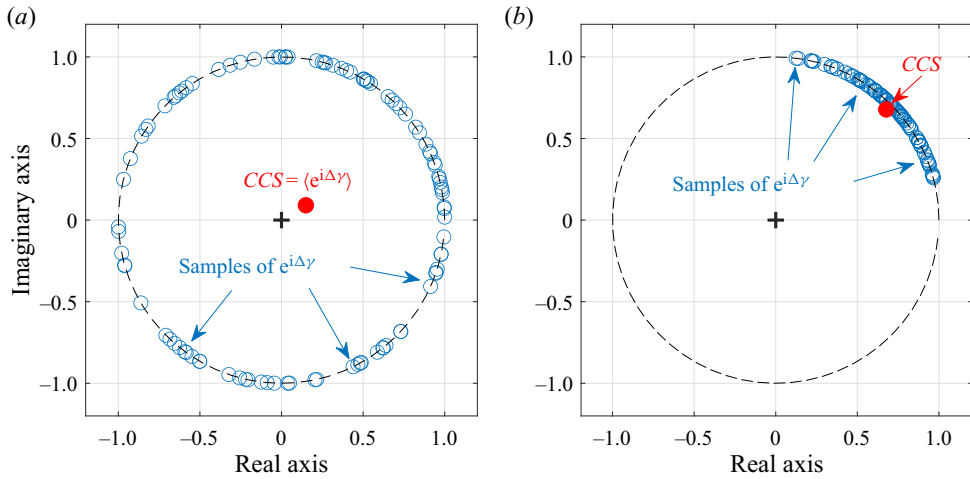 (a)
(b)
1.0
0.5
0
–0.5
–1.0
Imaginary axis
CCS = ⟨e^{iΔγ}⟩
Samples of e^{iΔγ}
–1.0 –0.5 0 0.5 1.0
Real axis
1.0
0.5
0
–0.5
–1.0
CCS
Samples of e^{iΔγ}
–1.0 –0.5 0 0.5 1.0
Real axis